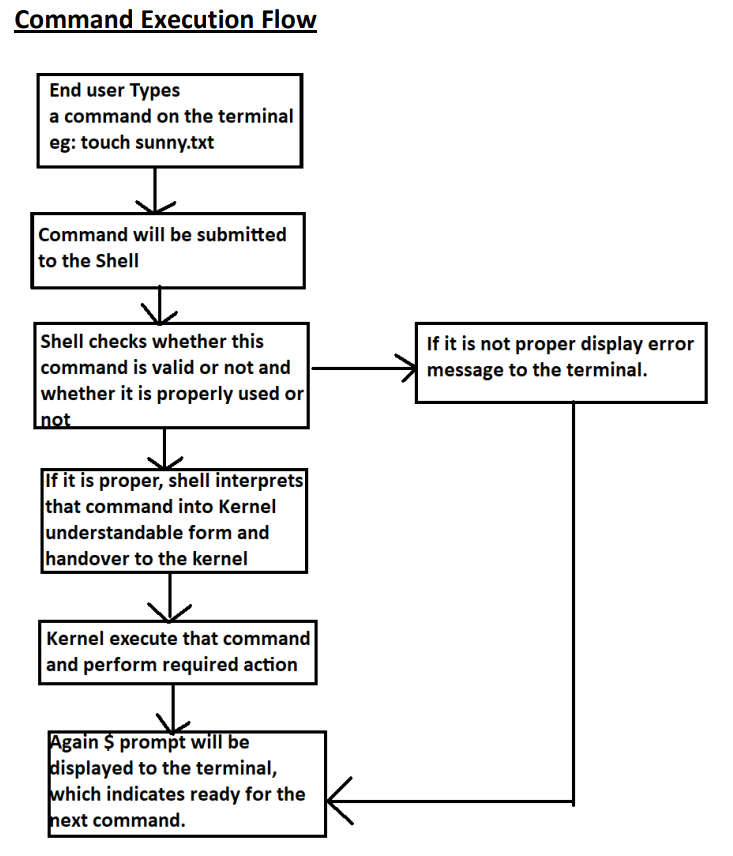 Command Execution Flow
End user Types
a command on the terminal
eg: touch sunny.txt
Command will be submitted
to the Shell
Shell checks whether this
command is valid or not and
whether it is properly used or
not
If it is not proper display error
message to the terminal.
If it is proper, shell interprets
that command into Kernel
understandable form and
handover to the kernel
Kernel execute that command
and perform required action
Again $ prompt will be
displayed to the terminal,
which indicates ready for the
next command.